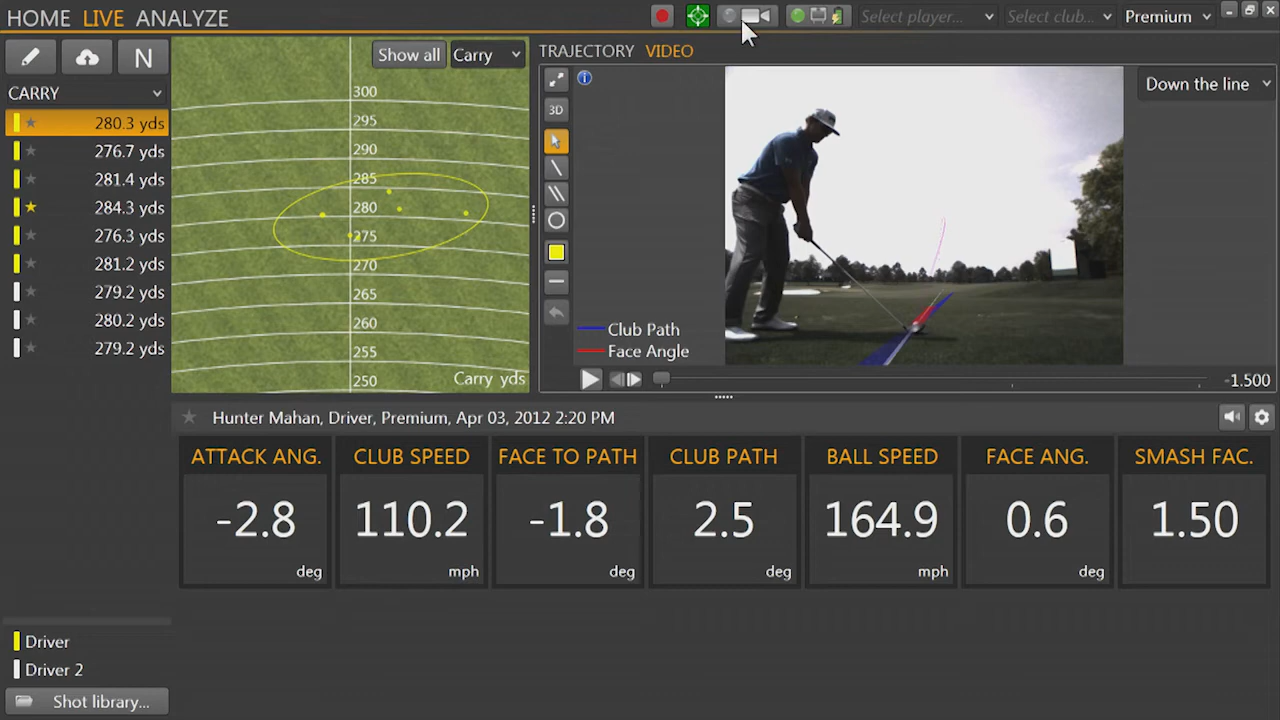 HOME LIVE ANALYZE
Select player... Select club... Premium
N
CARRY
280.3 yds
276.7 yds
281.4 yds
284.3 yds
276.3 yds
281.2 yds
279.2 yds
280.2 yds
279.2 yds
Driver
Driver 2
Shot library...
Show all Carry
300
295
290
285
280
275
270
265
260
255
250
Carry yds
TRAJECTORY VIDEO
3D
Down the line
Club Path
Face Angle
-1.500
Hunter Mahan, Driver, Premium, Apr 03, 2012 2:20 PM
ATTACK ANG. CLUB SPEED FACE TO PATH CLUB PATH BALL SPEED FACE ANG. SMASH FAC.
-2.8 110.2 -1.8 2.5 164.9 0.6 1.50
deg mph deg deg mph deg